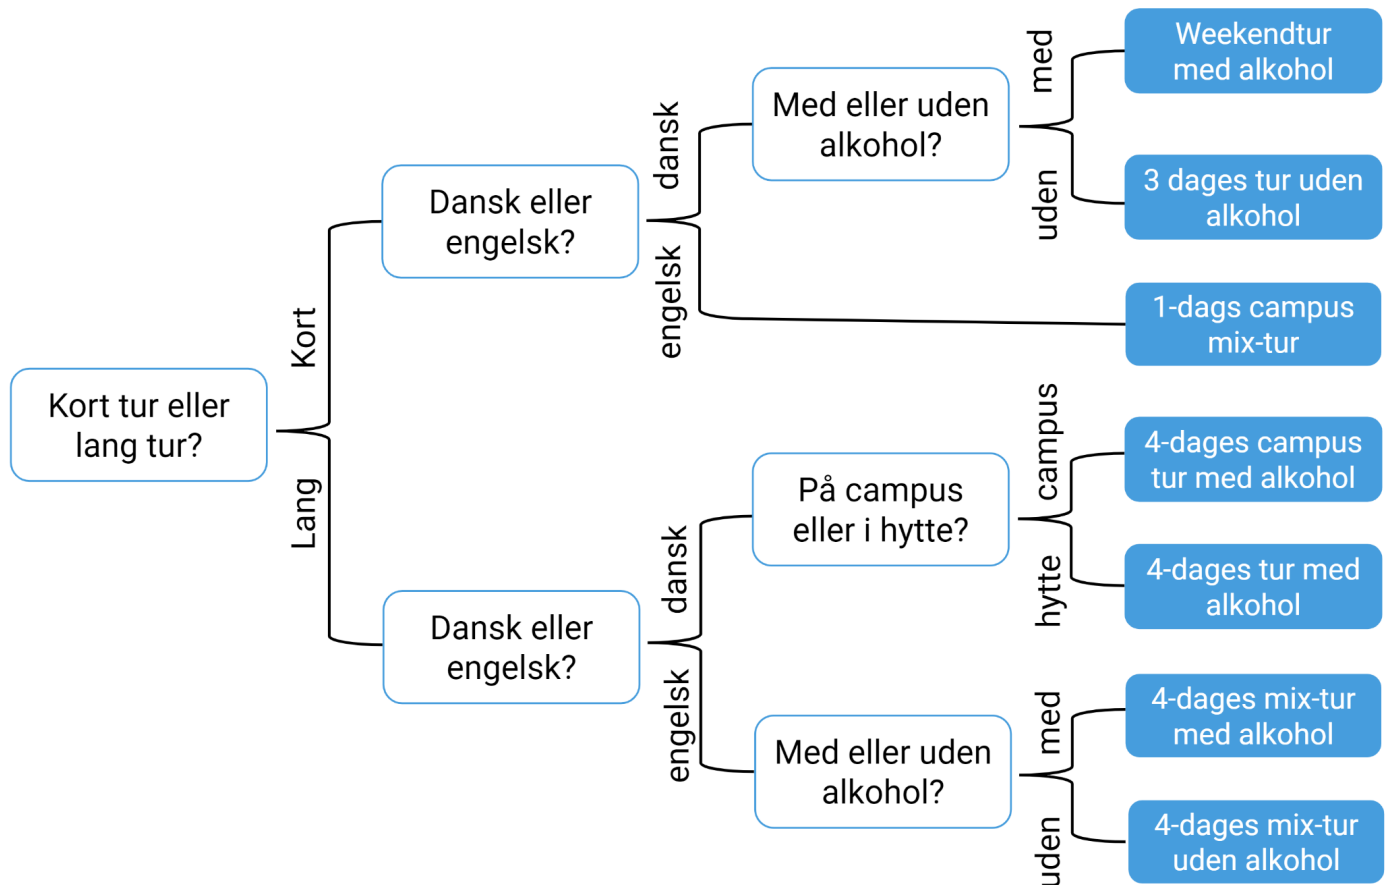 Kort tur eller
lang tur?
Kort
Lang
Dansk eller
engelsk?
dansk
engelsk
Med eller uden
alkohol?
med
uden
Weekendtur
med alkohol
3 dages tur uden
alkohol
1-dags campus
mix-tur
Dansk eller
engelsk?
dansk
engelsk
På campus
eller i hytte?
campus
hytte
4-dages campus
tur med alkohol
4-dages tur med
alkohol
Med eller uden
alkohol?
med
uden
4-dages mix-tur
med alkohol
4-dages mix-tur
uden alkohol